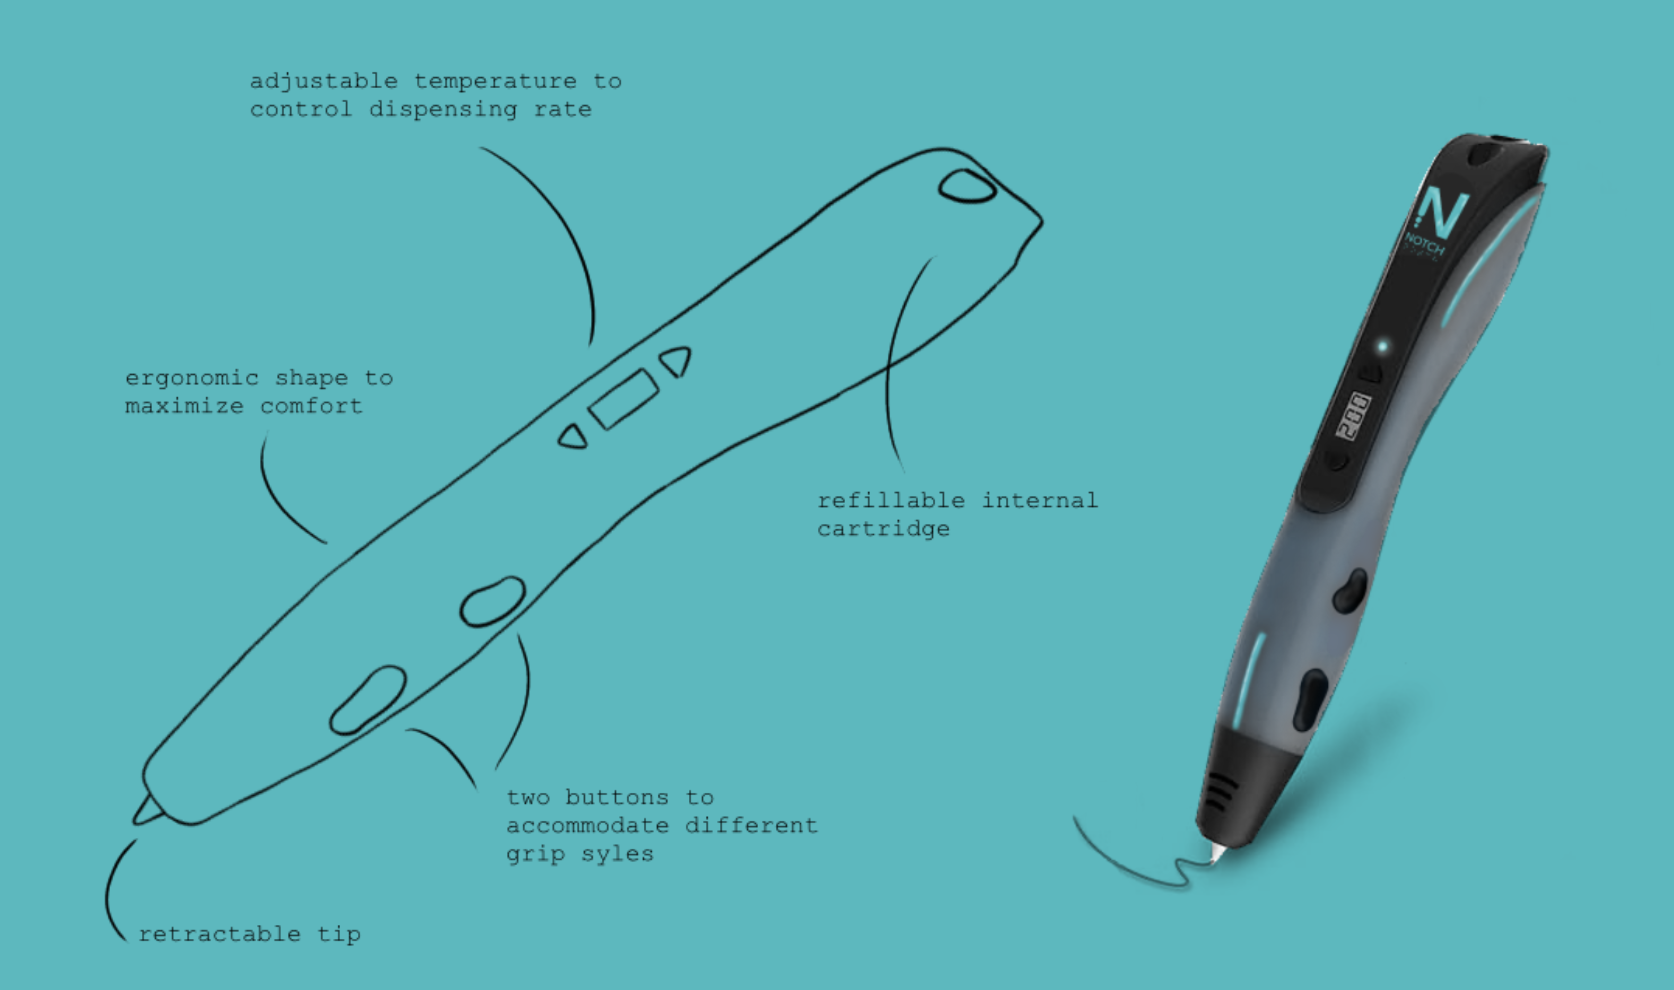 adjustable temperature to
control dispensing rate
ergonomic shape to
maximize comfort
refillable internal
cartridge
two buttons to
accommodate different
grip syles
retractable tip
N
NOTCH
200